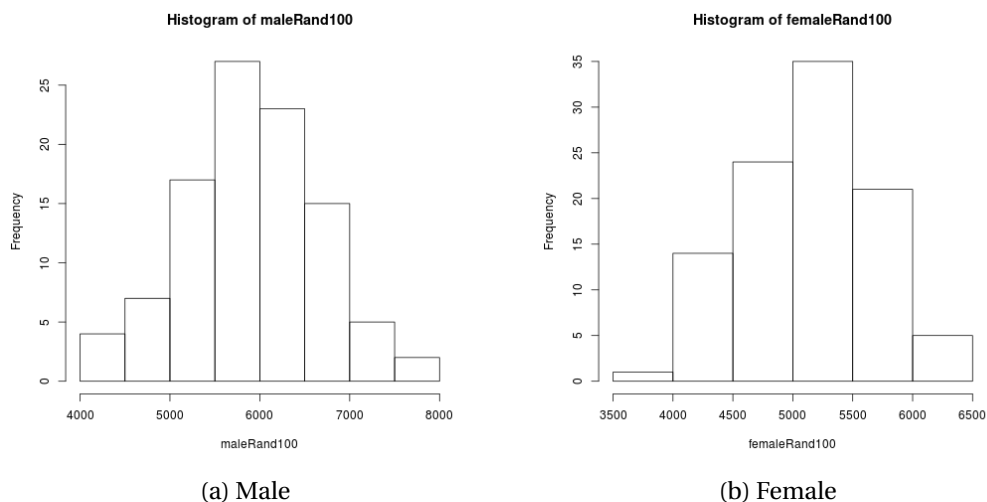 Histogram of maleRand100
Frequency
25
20
15
10
5
0
4000 5000 6000 7000 8000
maleRand100
(a) Male
Histogram of femaleRand100
Frequency
35
30
25
20
15
10
5
0
3500 4000 4500 5000 5500 6000 6500
femaleRand100
(b) Female